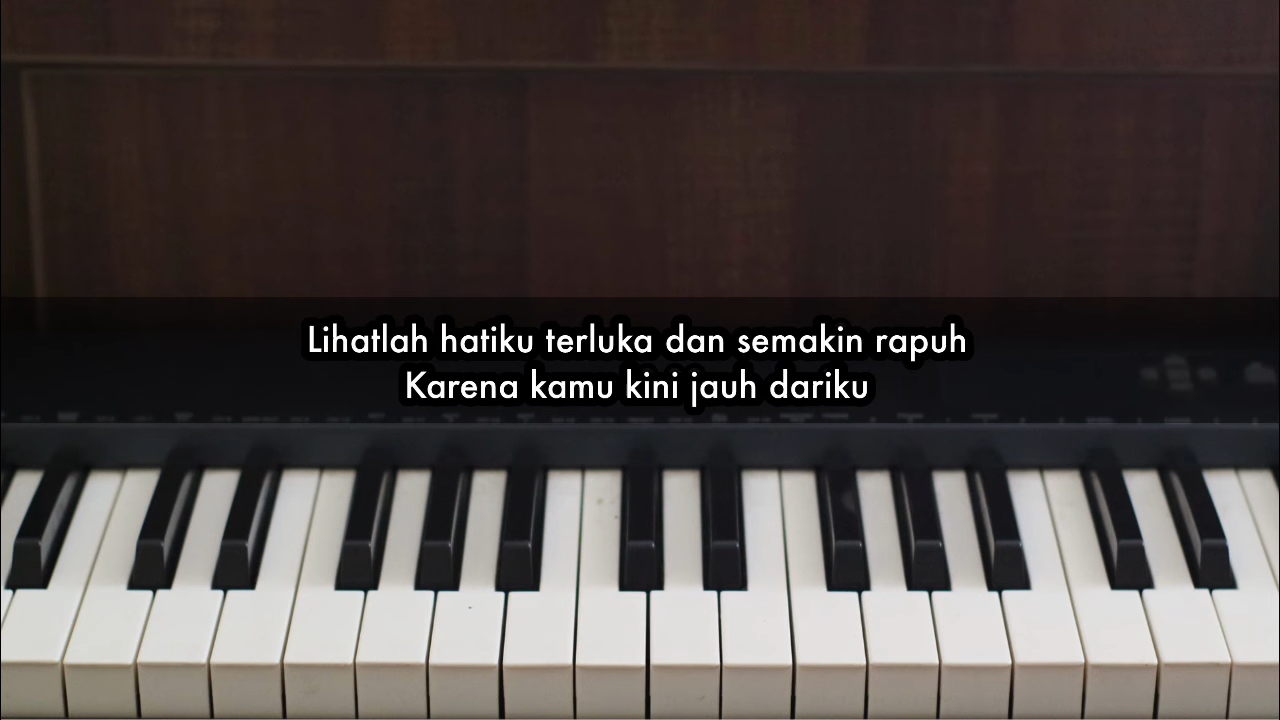 Lihatlah hatiku terluka dan semakin rapuh
Karena kamu kini jauh dariku